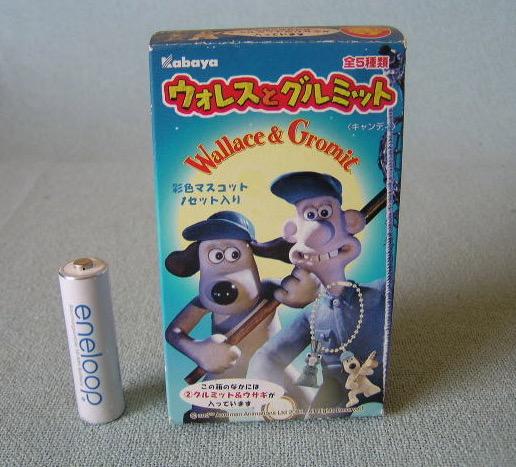 Kabaya
全5種類
ウォレスとグルミット
〈キャンデー〉
Wallace & Gromit
彩色マスコット
1セット入り
この箱のなかには
②グルミット&ウサギが
入っています
eneloop